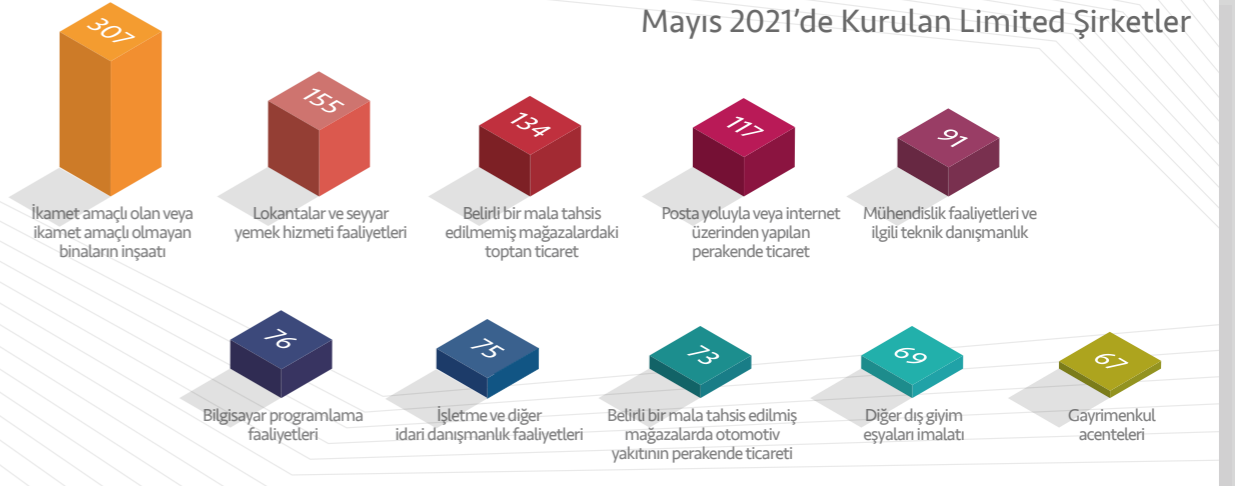 Mayıs 2021'de Kurulan Limited Şirketler
307
İkamet amaçlı olan veya
ikamet amaçlı olmayan
binaların inşaatı
155
Lokantalar ve seyyar
yemek hizmeti faaliyetleri
134
Belirli bir mala tahsis
edilmemiş mağazalardaki
toptan ticaret
117
Posta yoluyla veya internet
üzerinden yapılan
perakende ticaret
91
Mühendislik faaliyetleri ve
ilgili teknik danışmanlık
76
Bilgisayar programlama
faaliyetleri
75
İşletme ve diğer
idari danışmanlık faaliyetleri
73
Belirli bir mala tahsis edilmiş
mağazalarda otomotiv
yakıtının perakende ticareti
69
Diğer dış giyim
eşyaları imalatı
67
Gayrimenkul
acenteleri